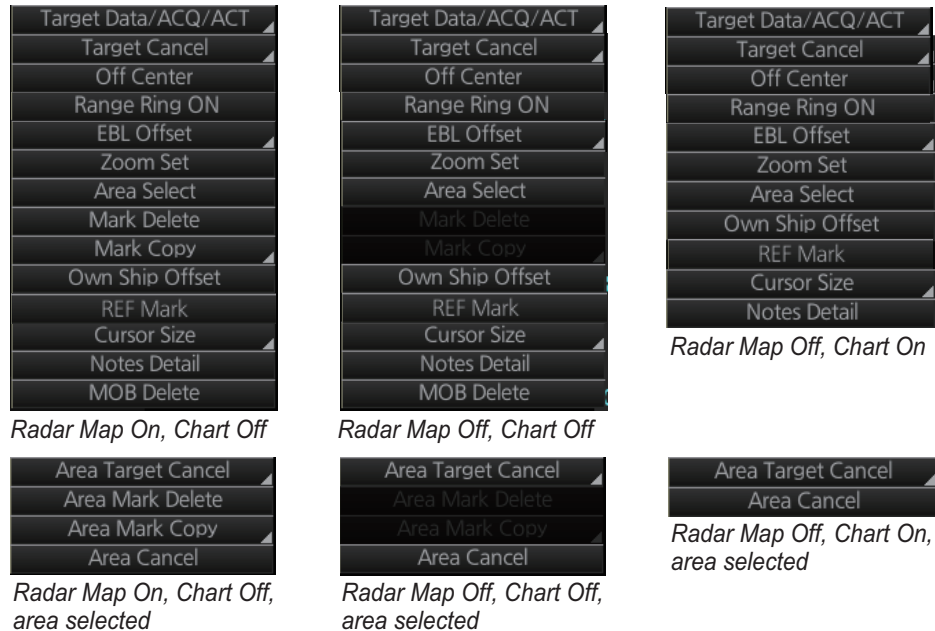 Target Data/ACQ/ACT
Target Cancel
Off Center
Range Ring ON
EBL Offset
Zoom Set
Area Select
Mark Delete
Mark Copy
Own Ship Offset
REF Mark
Cursor Size
Notes Detail
MOB Delete
Radar Map On, Chart Off
Target Data/ACQ/ACT
Target Cancel
Off Center
Range Ring ON
EBL Offset
Zoom Set
Area Select
Mark Delete
Mark Copy
Own Ship Offset
REF Mark
Cursor Size
Notes Detail
MOB Delete
Radar Map Off, Chart Off
Target Data/ACQ/ACT
Target Cancel
Off Center
Range Ring ON
EBL Offset
Zoom Set
Area Select
Own Ship Offset
REF Mark
Cursor Size
Notes Detail
Radar Map Off, Chart On
Area Target Cancel
Area Mark Delete
Area Mark Copy
Area Cancel
Radar Map On, Chart Off,
area selected
Area Target Cancel
Area Mark Delete
Area Mark Copy
Area Cancel
Radar Map Off, Chart Off,
area selected
Area Target Cancel
Area Cancel
Radar Map Off, Chart On,
area selected